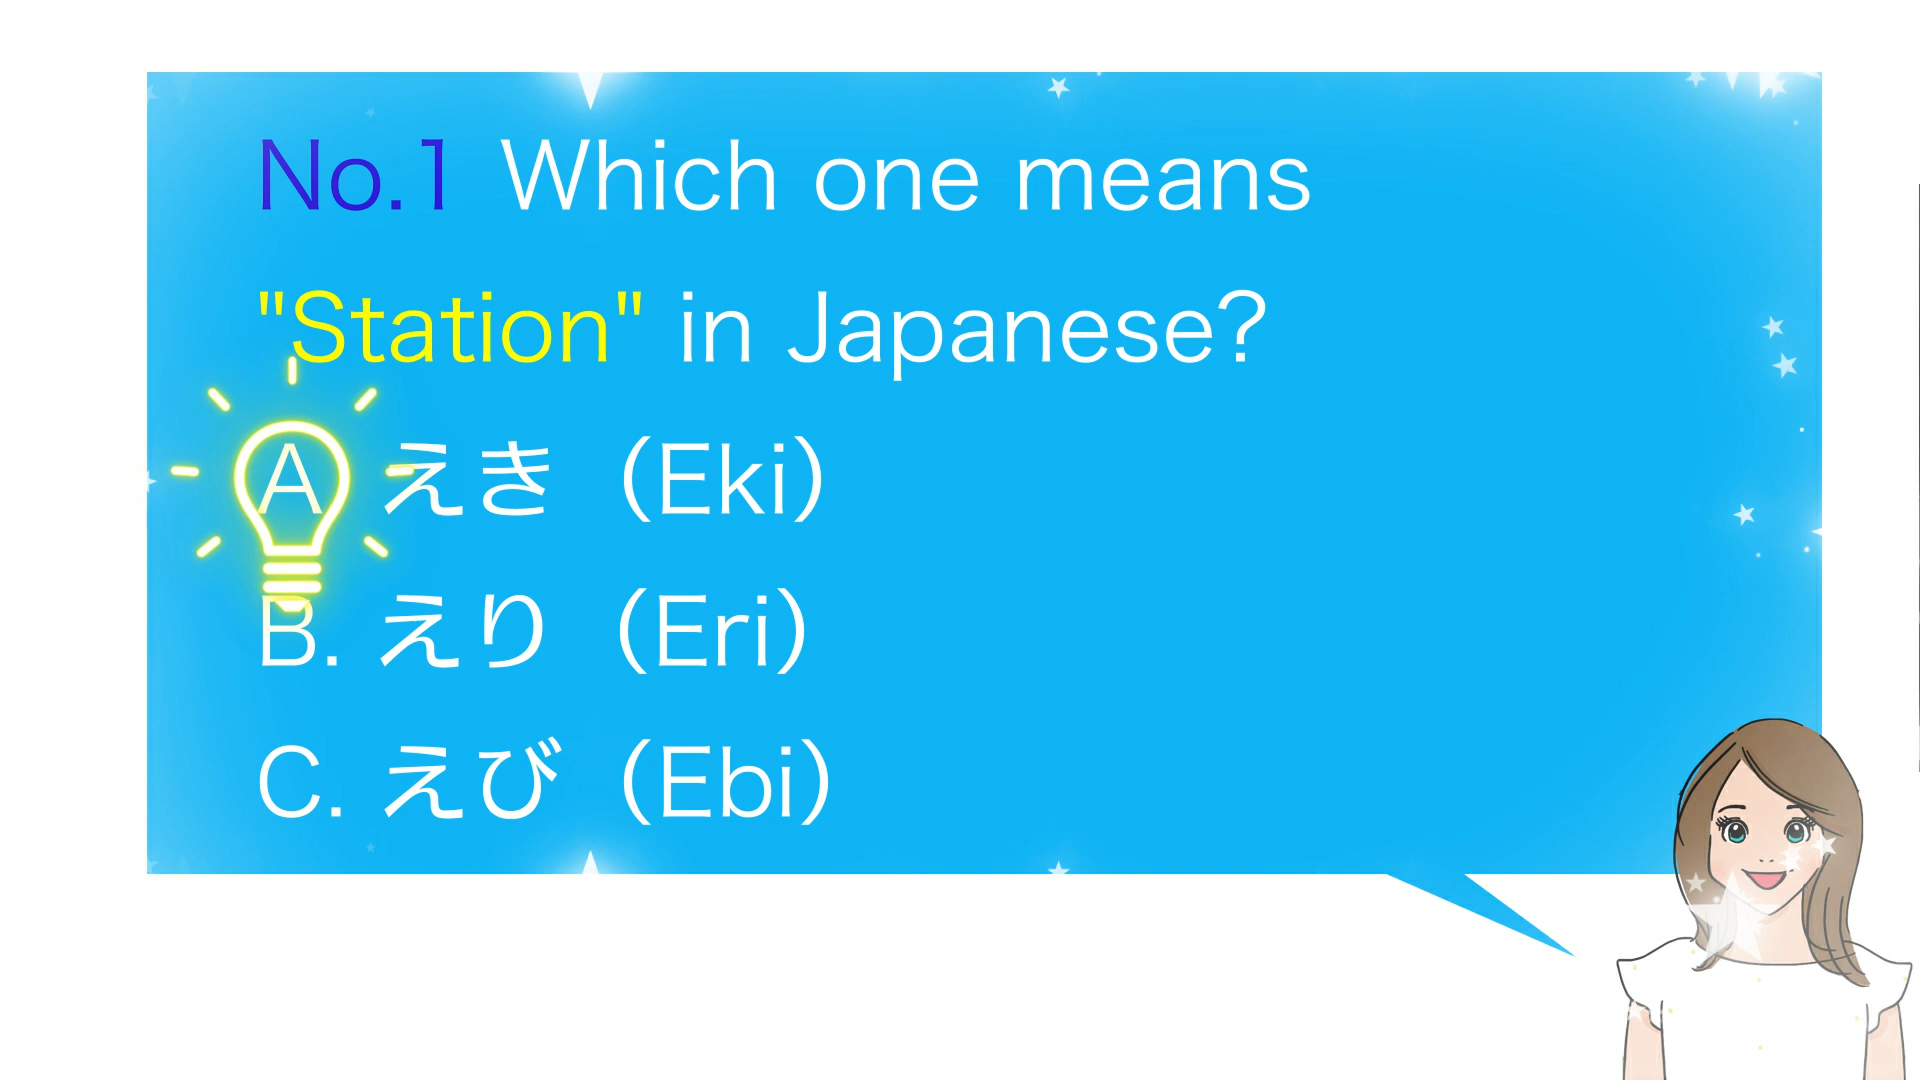 No.1 Which one means
"Station" in Japanese?
A えき（Eki）
B. えり（Eri）
C. えび（Ebi）